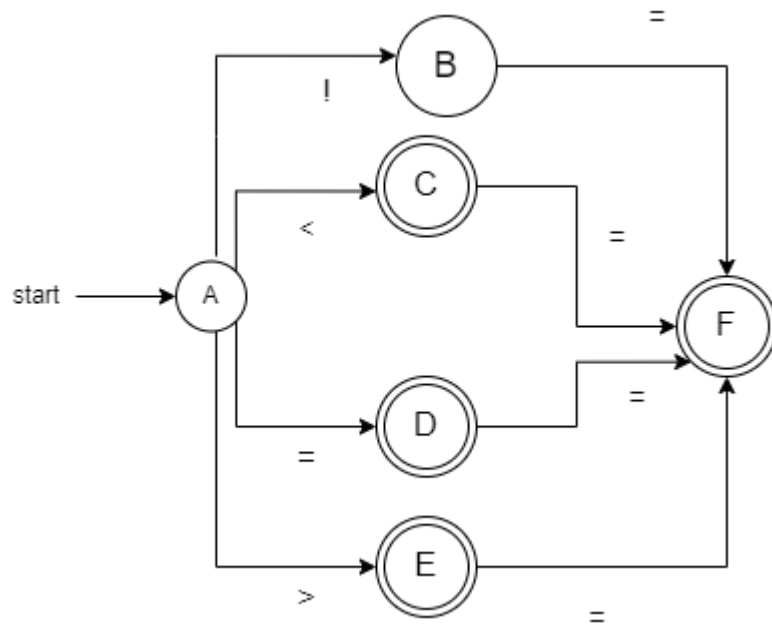 =
B
!
C
<
=
start
A
F
=
D
=
E
>
=